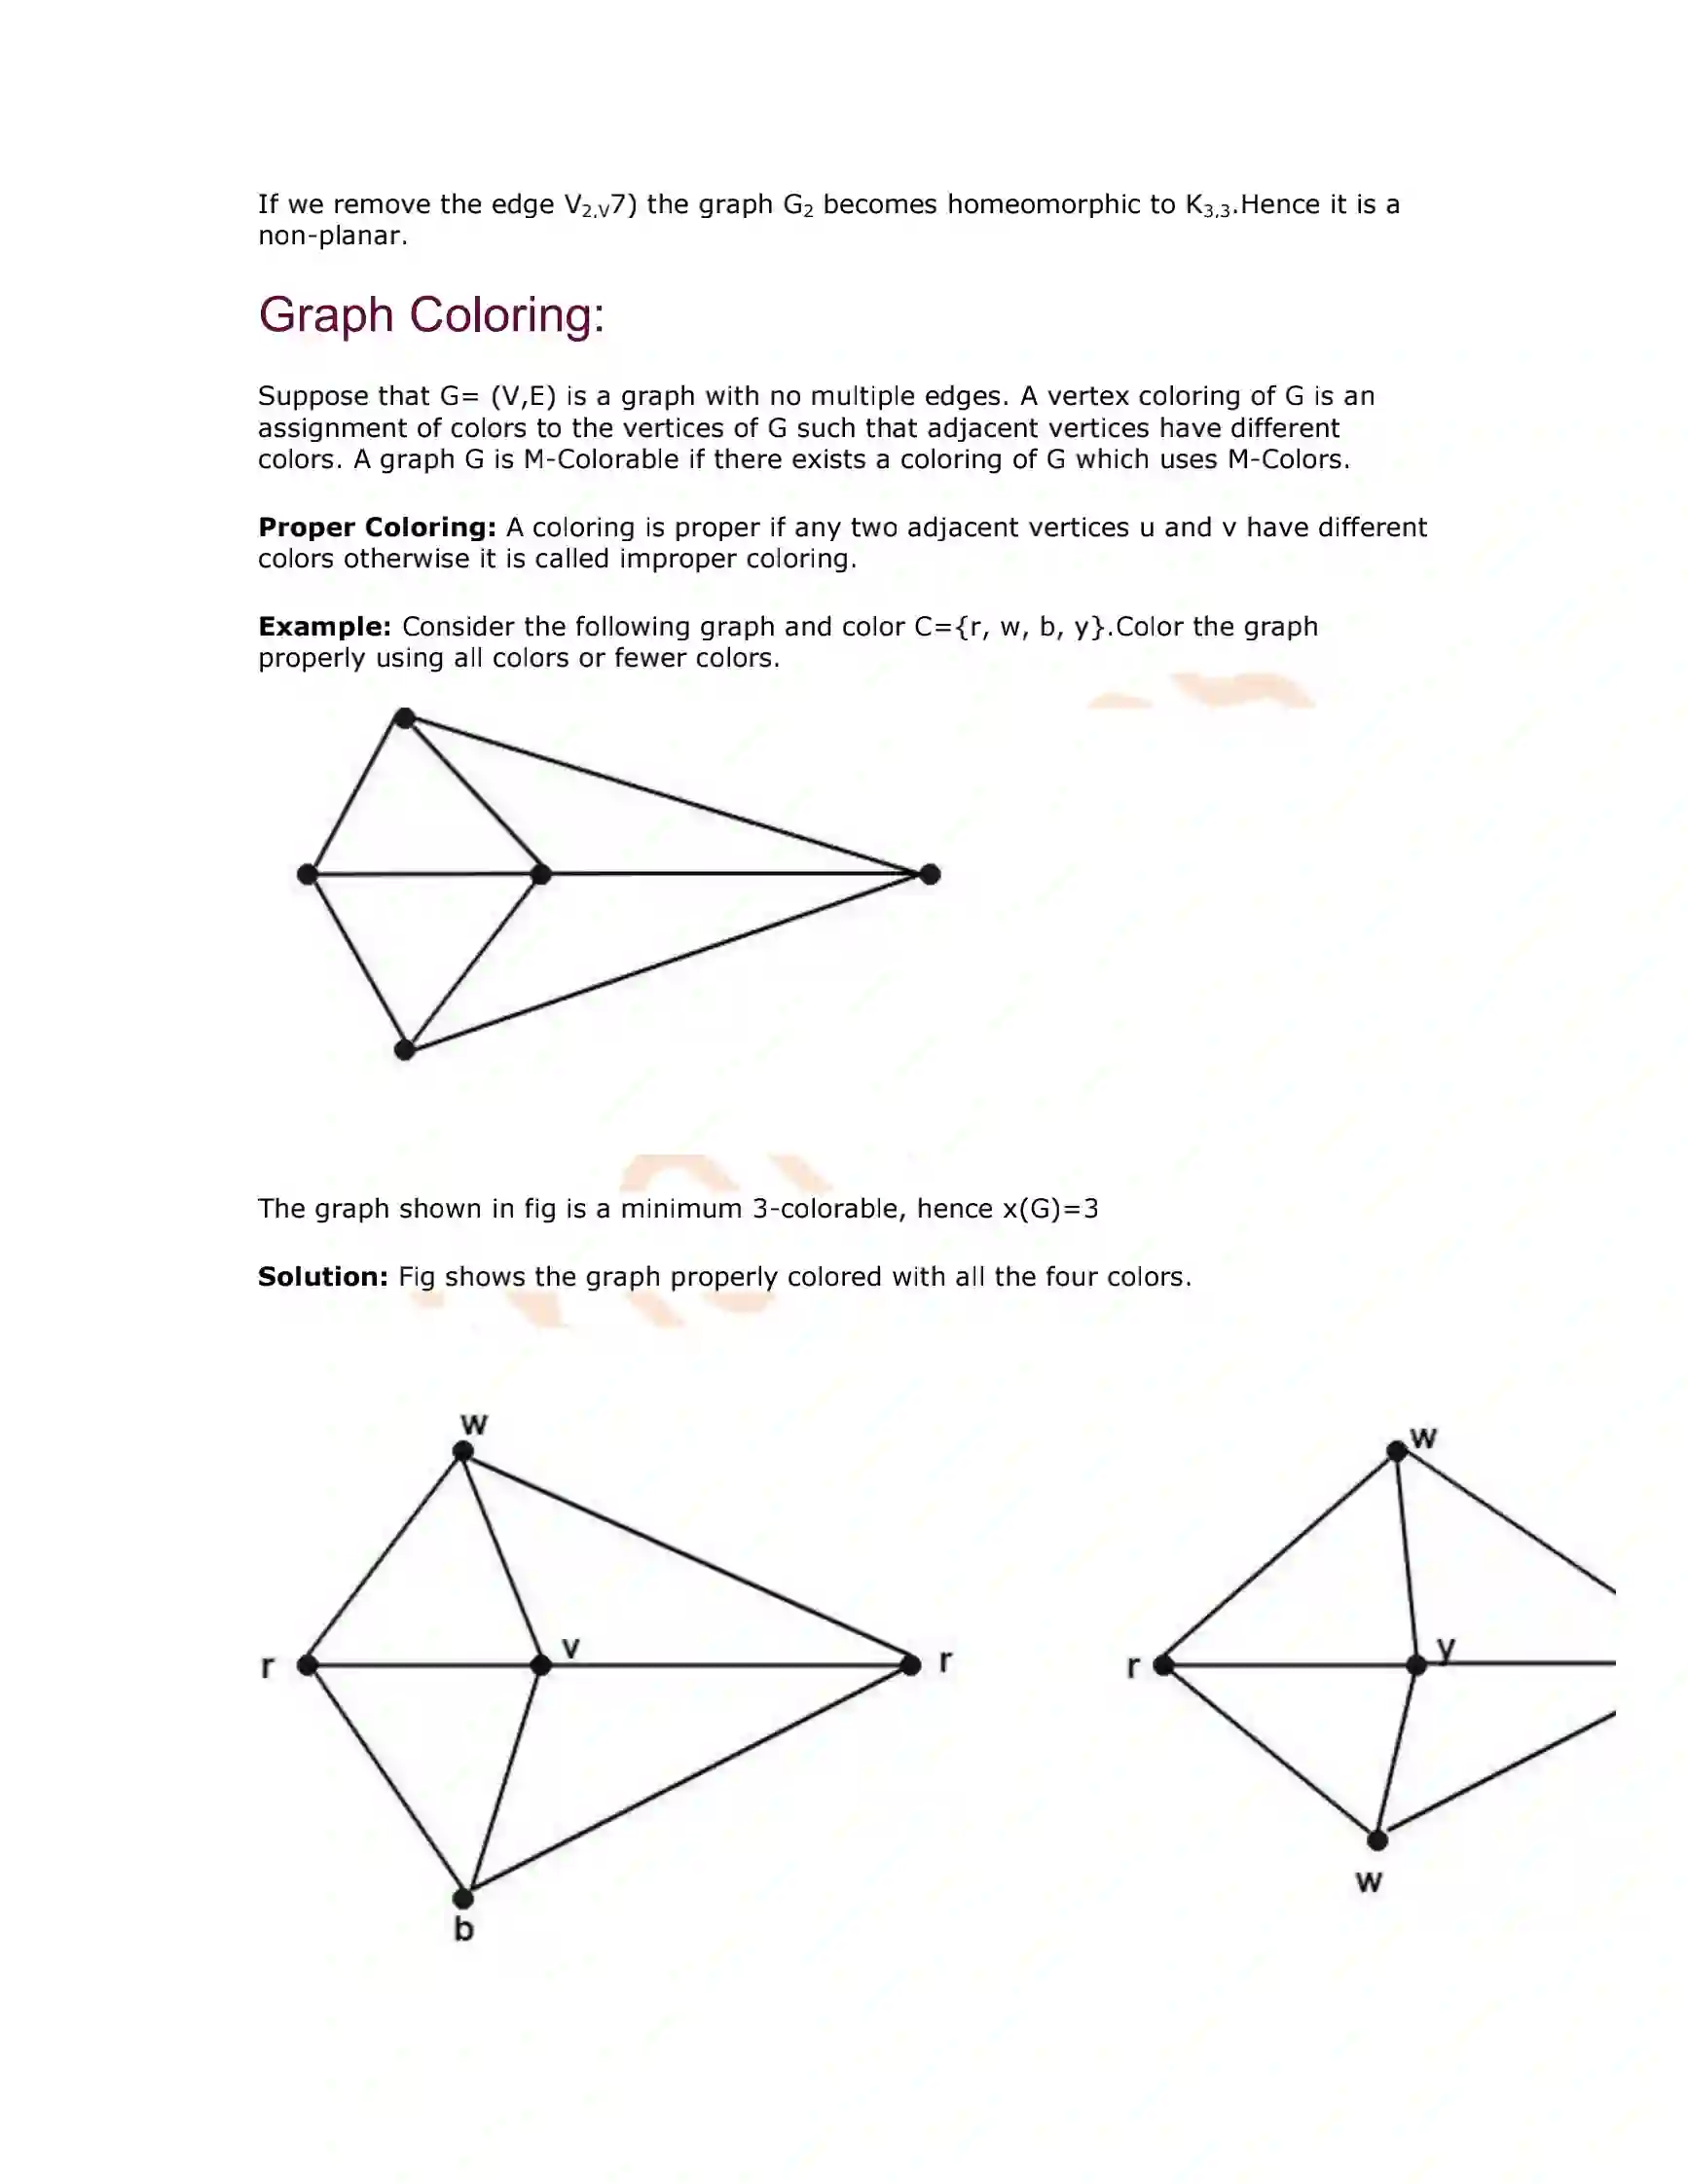 If we remove the edge V2,V7) the graph G2 becomes homeomorphic to K3,3.Hence it is a
non-planar.
Graph Coloring:
Suppose that G= (V,E) is a graph with no multiple edges. A vertex coloring of G is an
assignment of colors to the vertices of G such that adjacent vertices have different
colors. A graph G is M-Colorable if there exists a coloring of G which uses M-Colors.
Proper Coloring: A coloring is proper if any two adjacent vertices u and v have different
colors otherwise it is called improper coloring.
Example: Consider the following graph and color C={r, w, b, y}.Color the graph
properly using all colors or fewer colors.
The graph shown in fig is a minimum 3-colorable, hence x(G)=3
Solution: Fig shows the graph properly colored with all the four colors.
w
r
v
r
b
w
r
y
w